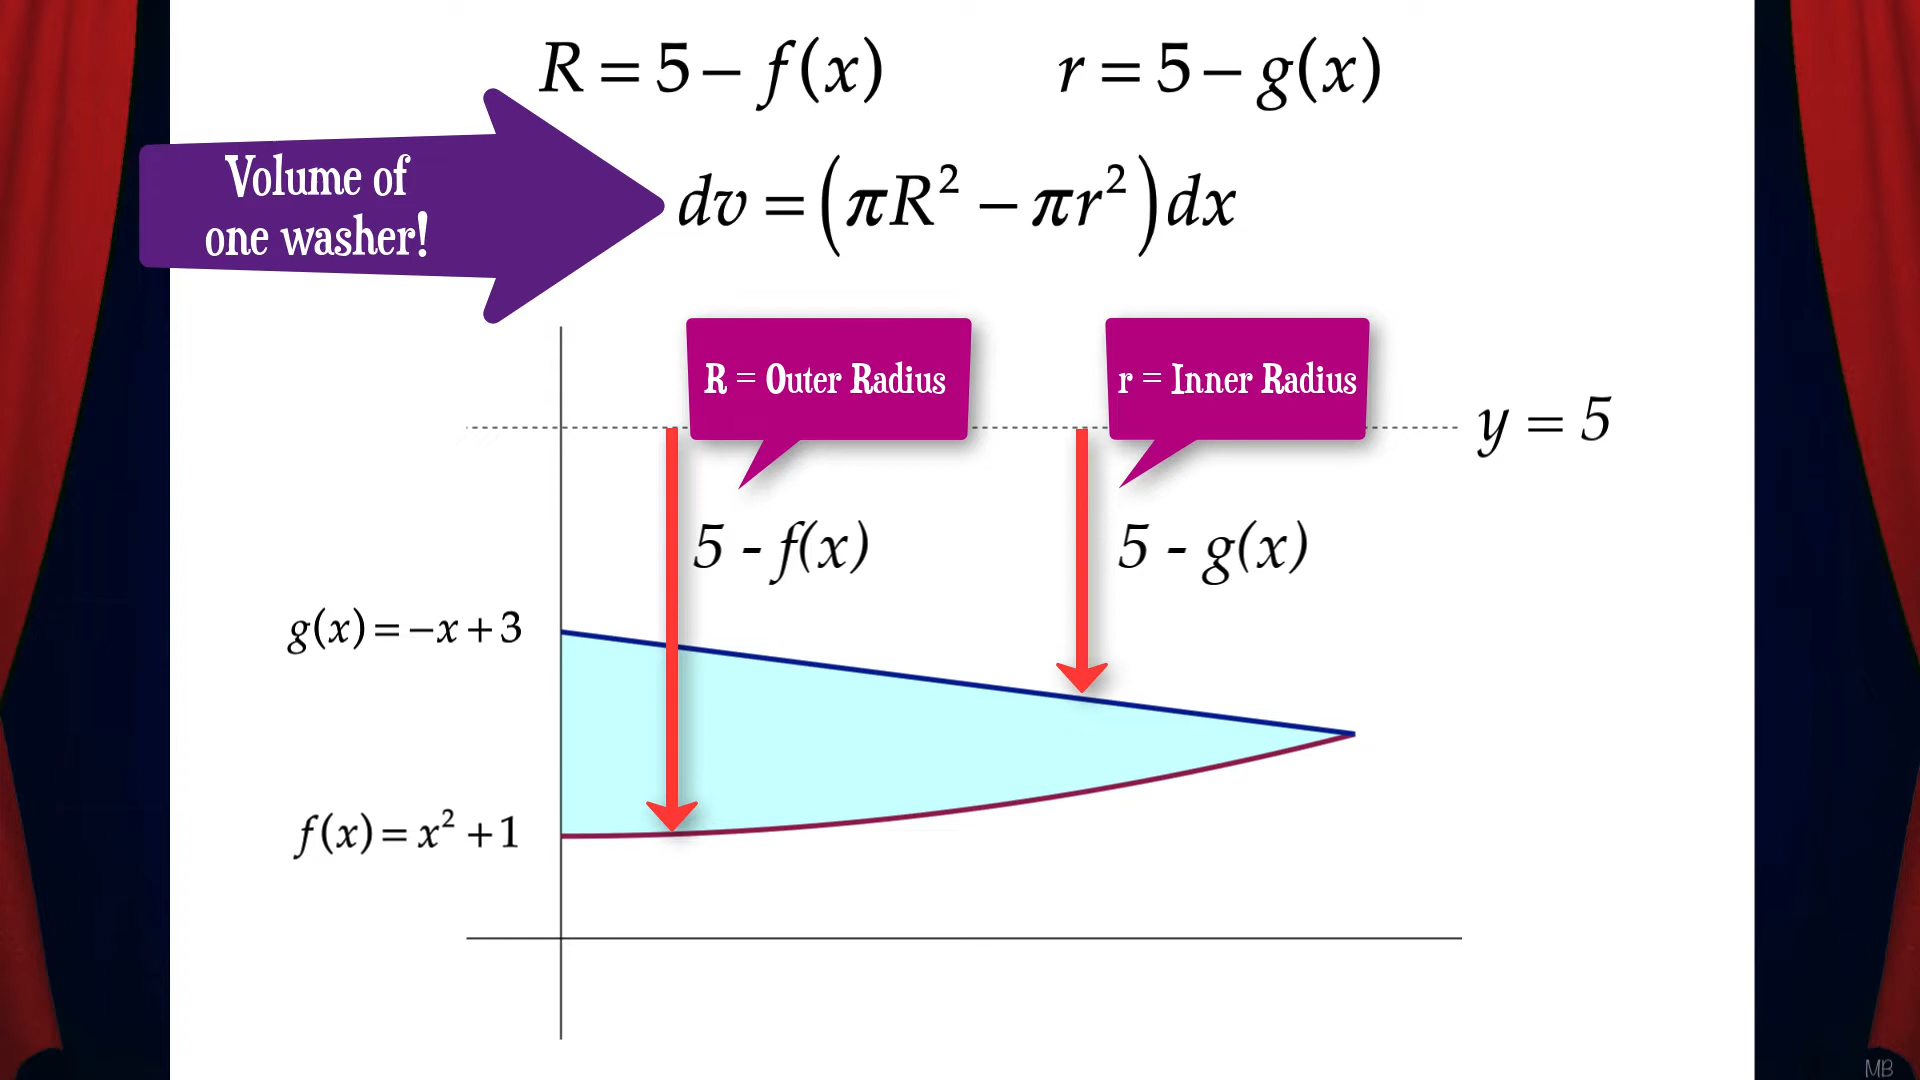 R = 5 − f(x)
r = 5 − g(x)
Volume of
one washer!
dv = (πR² − πr²)dx
R = Outer Radius
r = Inner Radius
y = 5
5 - f(x)
5 - g(x)
g(x) = −x + 3
f(x) = x² + 1
MB